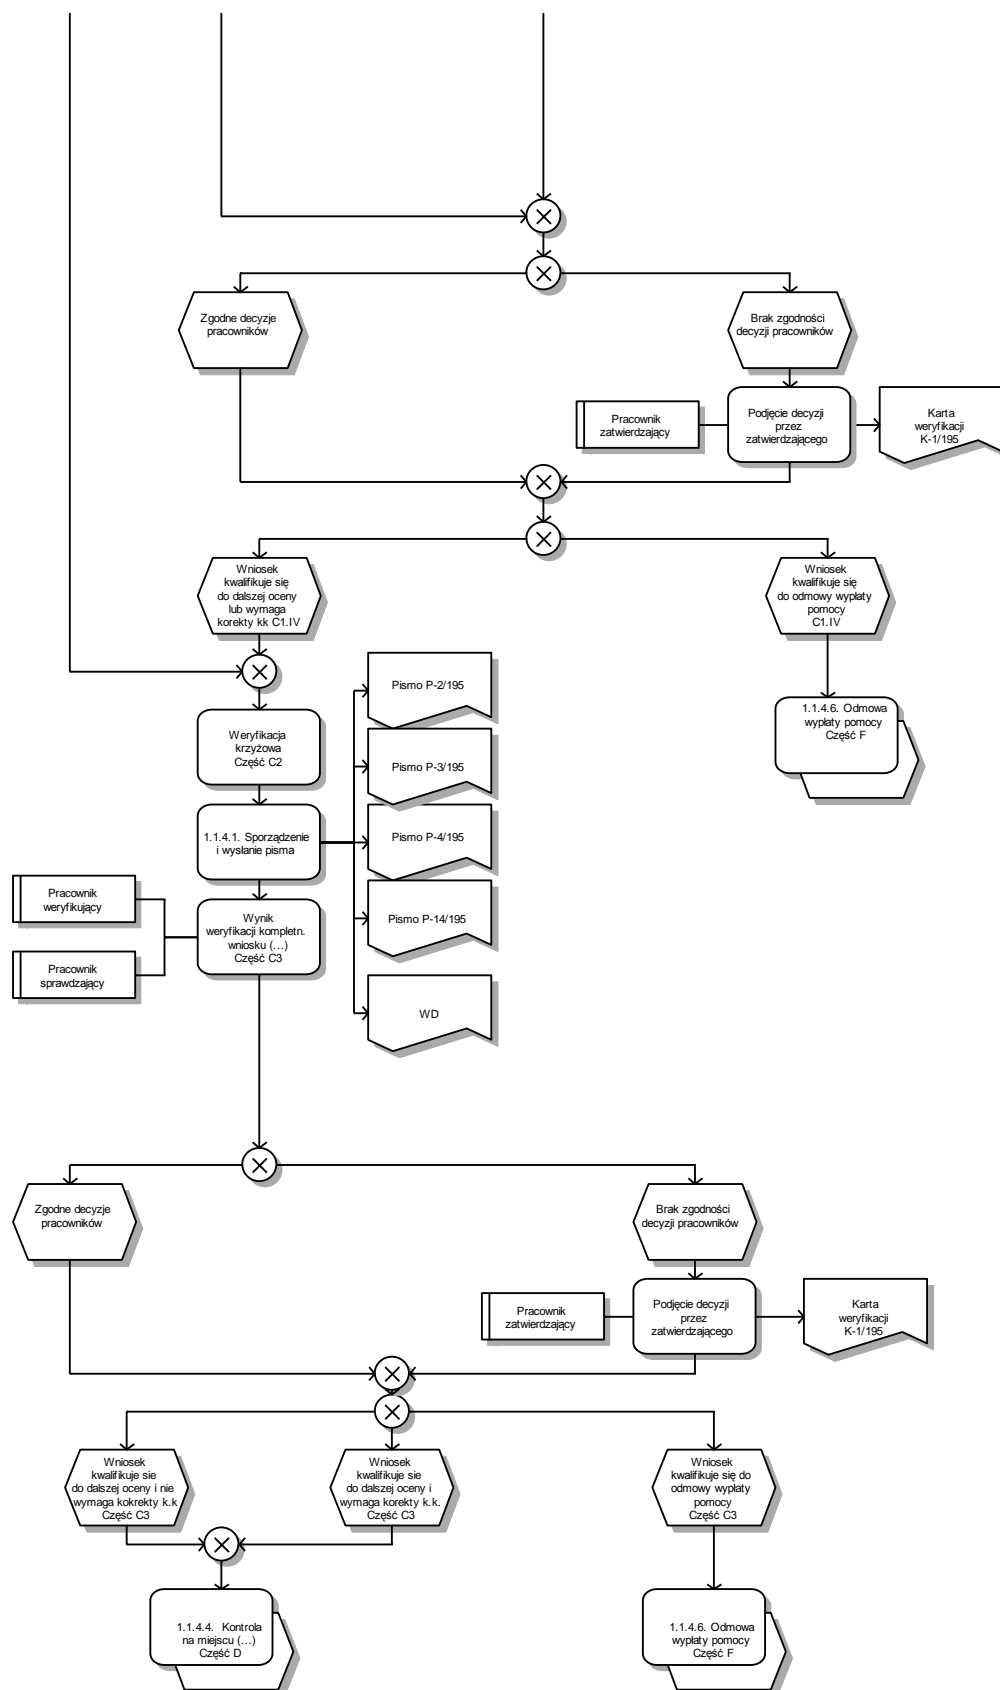 Zgodne decyzje
pracowników
Brak zgodności
decyzji pracowników
Pracownik
zatwierdzający
Podjęcie decyzji
przez
zatwierdzającego
Karta
weryfikacji
K-1/195
Wniosek
kwalifikuje się
do dalszej oceny
lub wymaga
korekty kk C1.IV
Wniosek
kwalifikuje się
do odmowy wypłaty
pomocy
C1.IV
Pismo P-2/195
1.1.4.6. Odmowa
wypłaty pomocy
Część F
Weryfikacja
krzyżowa
Część C2
Pismo P-3/195
1.1.4.1. Sporządzenie
i wysłanie pisma
Pismo P-4/195
Pracownik
weryfikujący
Wynik
weryfikacji kompletn.
wniosku (...)
Część C3
Pismo P-14/195
Pracownik
sprawdzający
WD
Zgodne decyzje
pracowników
Brak zgodności
decyzji pracowników
Pracownik
zatwierdzający
Podjęcie decyzji
przez
zatwierdzającego
Karta
weryfikacji
K-1/195
Wniosek
kwalifikuje sie
do dalszej oceny i nie
wymaga kokrekty k.k
Część C3
Wniosek
kwalifikuje sie
do dalszej oceny i
wymaga korekty k.k.
Część C3
Wniosek
kwalifikuje się do
odmowy wypłaty
pomocy
Część C3
1.1.4.4. Kontrola
na miejscu (...)
Część D
1.1.4.6. Odmowa
wypłaty pomocy
Część F